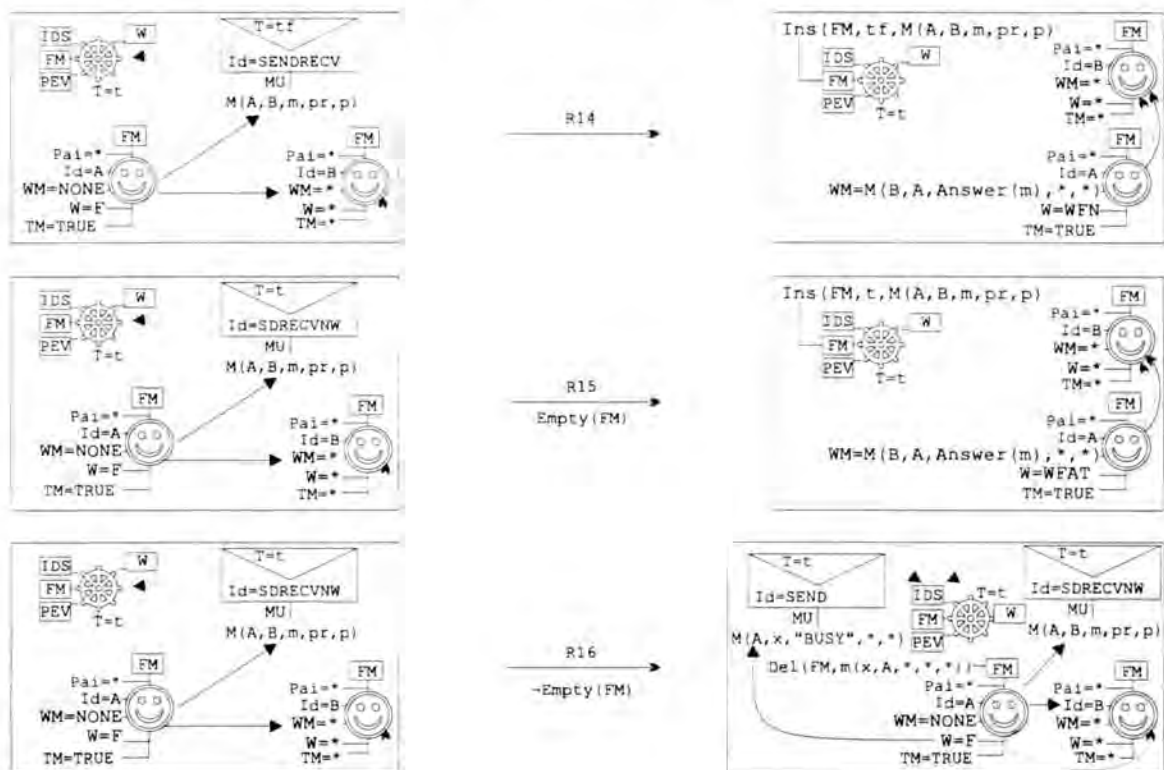 T=tf
IDS
W
FM
Id=SENDRECV
PEV
MU
T=t
M(A,B,m,pr,p)
FM
FM
Pai=*
Pai=*
Id=A
Id=B
WM=NONE
WM=*
W=F
W=*
TM=TRUE
TM=*
R14
Ins(FM,tf,M(A,B,m,pr,p)
FM
Pai=*
IDS
W
Id=B
FM
WM=*
PEV
W=*
T=t
TM=*
FM
Pai=*
Id=A
WM=M(B,A,Answer(m),*,*)
W=WFN
TM=TRUE
T=t
IDS
W
FM
Id=SDRECVNW
PEV
MU
T=t
M(A,B,m,pr,p)
FM
FM
Pai=*
Pai=*
Id=A
Id=B
WM=NONE
WM=*
W=F
W=*
TM=TRUE
TM=*
R15
Empty(FM)
Ins(FM,t,M(A,B,m,pr,p)
FM
Pai=*
IDS
W
Id=B
FM
WM=*
PEV
W=*
T=t
TM=*
FM
Pai=*
Id=A
WM=M(B,A,Answer(m),*,*)
W=WFAT
TM=TRUE
T=t
IDS
W
FM
Id=SDRECVNW
PEV
MU
T=t
M(A,B,m,pr,p)
FM
FM
Pai=*
Pai=*
Id=A
Id=B
WM=NONE
WM=*
W=F
W=*
TM=TRUE
TM=*
R16
¬Empty(FM)
T=t
T=t
Id=SEND
IDS
T=t
Id=SDRECVNW
MU
FM
W
MU
M(A,x,"BUSY",*,*)
PEV
M(A,B,m,pr,p)
Del(FM,m(x,A,*,*,*))
FM
FM
Pai=*
Pai=*
Id=A
Id=B
WM=NONE
WM=*
W=F
W=*
TM=TRUE
TM=*